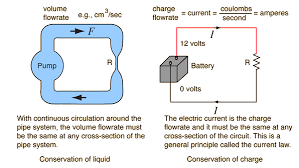 volume
flowrate
e.g., cm³/sec
F
Pump
R
With continuous circulation around the
pipe system, the volume flowrate must
be the same at any cross-section of the
pipe system.
Conservation of liquid
charge
flowrate
= current = coulombs
second
= amperes
I
12 volts
Battery
R
0 volts
I
The electric current is the charge
flowrate and it must be the same at any
cross-section of the circuit. This is a
general principle called the current law.
Conservation of charge